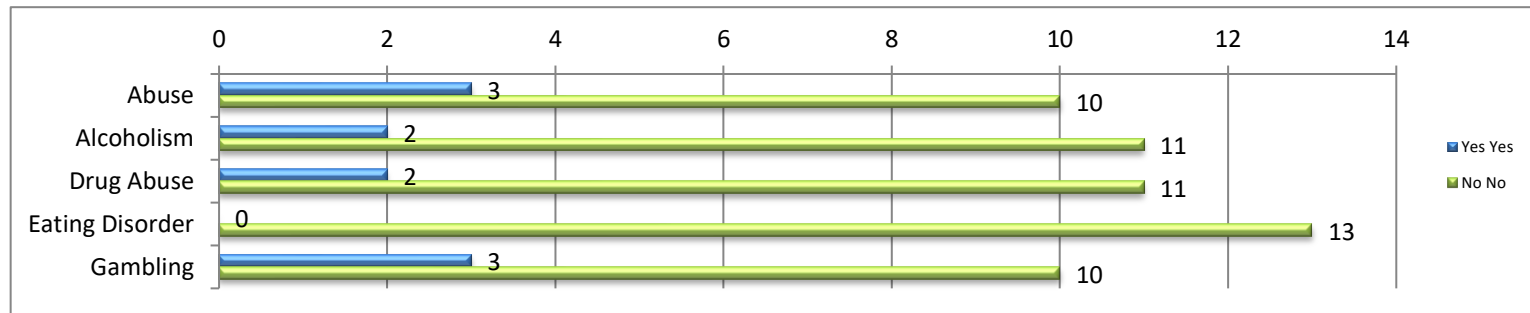 0 2 4 6 8 10 12 14
Abuse 3 10
Alcoholism 2 11
Drug Abuse 2 11
Eating Disorder 0 13
Gambling 3 10
Yes Yes
No No